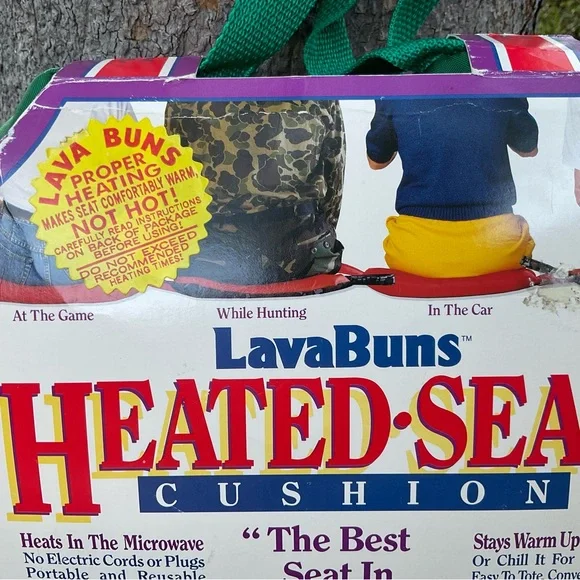 LAVA BUNS
PROPER
HEATING
MAKES SEAT COMFORTABLY WARM,
NOT HOT!
CAREFULLY READ INSTRUCTIONS
ON BACK OF PACKAGE
BEFORE USING!
DO NOT EXCEED
RECOMMENDED
HEATING TIMES!
At The Game
While Hunting
In The Car
LavaBuns™
HEATED·SEA
CUSHION
Heats In The Microwave
No Electric Cords or Plugs
Portable and Reusable
“The Best
Seat In
Stays Warm Up
Or Chill It For
Easy To Tote Conve